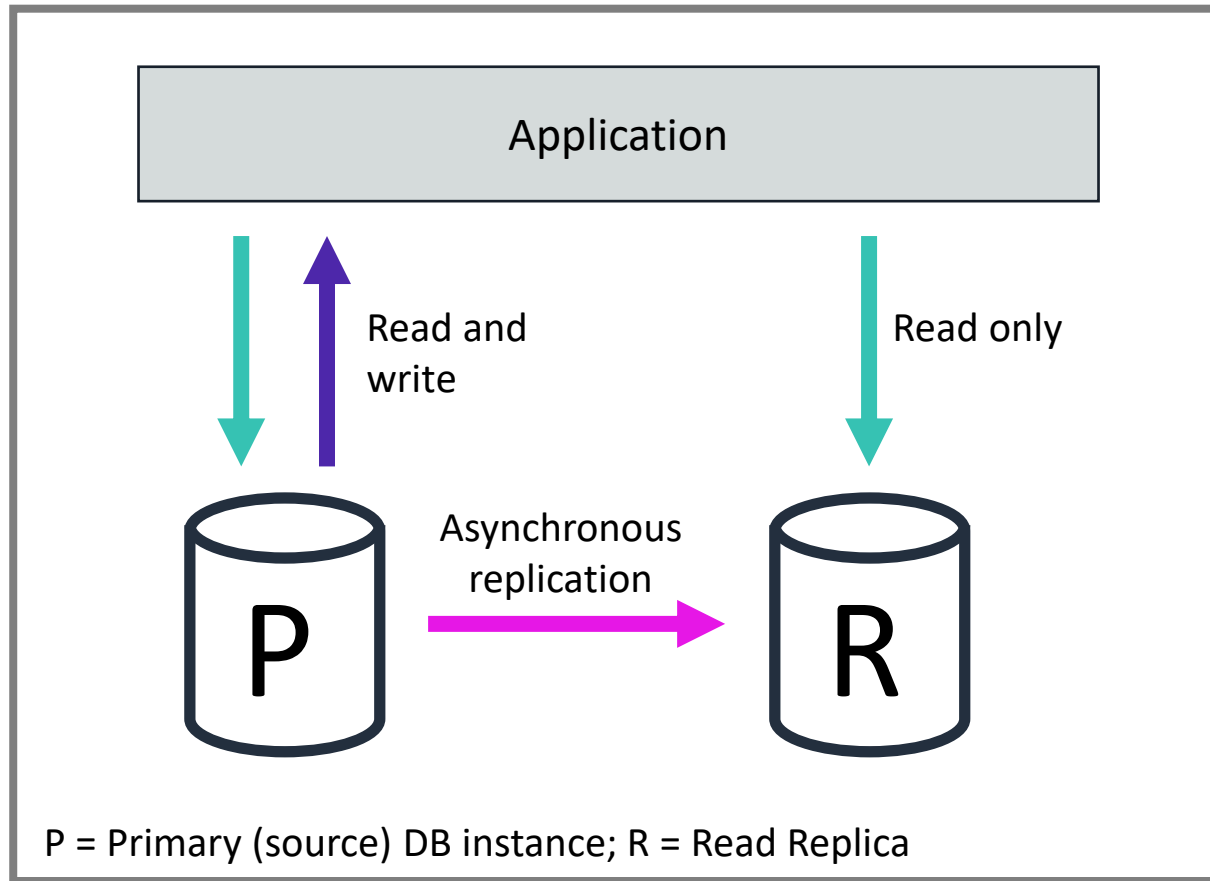 Application
Read and
write
Read only
Asynchronous
replication
P
R
P = Primary (source) DB instance; R = Read Replica